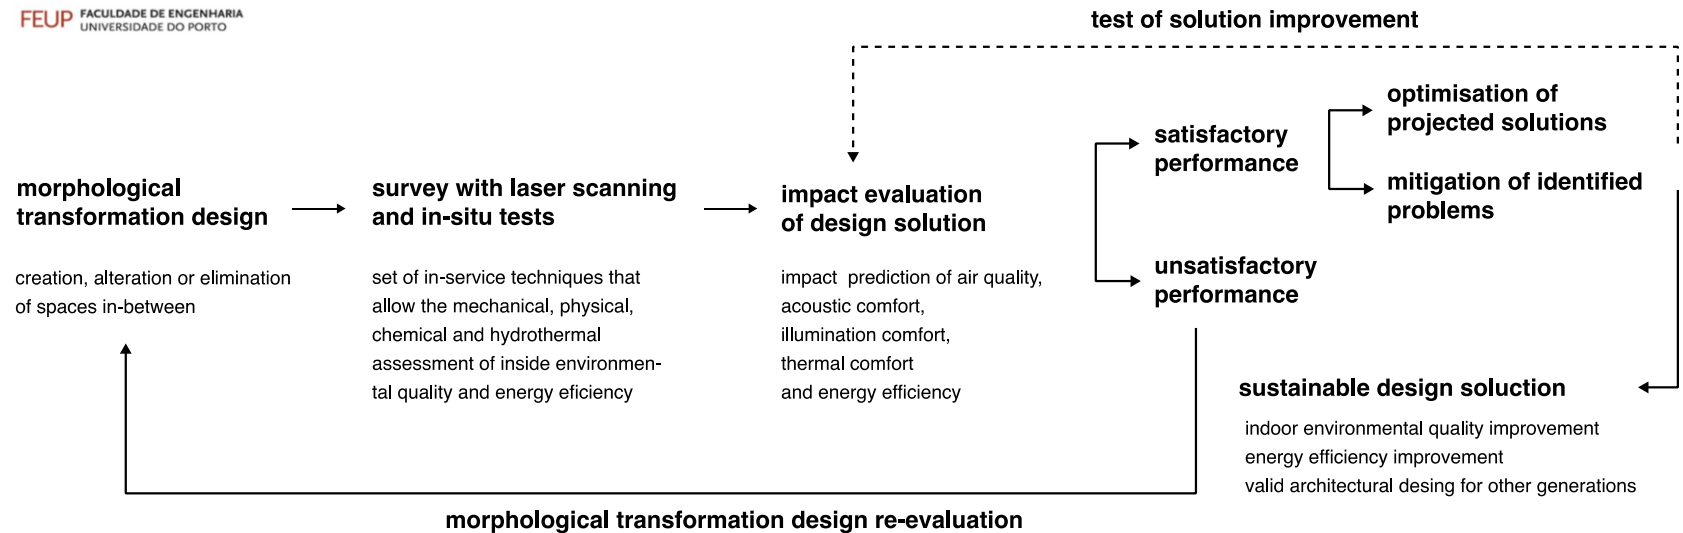 FEUP FACULDADE DE ENGENHARIA
UNIVERSIDADE DO PORTO
test of solution improvement
morphological
transformation design
creation, alteration or elimination
of spaces in-between
survey with laser scanning
and in-situ tests
set of in-service techniques that
allow the mechanical, physical,
chemical and hydrothermal
assessment of inside environmen-
tal quality and energy eficiency
impact evaluation
of design solution
impact prediction of air quality,
acoustic comfort,
illumination comfort,
thermal comfort
and energy efficiency
satisfactory
performance
unsatisfactory
performance
optimisation of
projected solutions
mitigation of identified
problems
sustainable design soluction
indoor environmental quality improvement
energy efficiency improvement
valid architectural desing for other generations
morphological transformation design re-evaluation